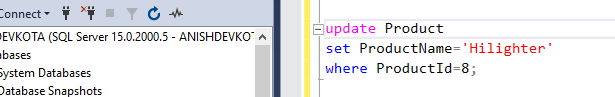 Connect
DEVKOTA (SQL Server 15.0.2000.5 - ANISHDEVKOT
abases
System Databases
Database Snapshots
update Product
set ProductName='Hilighter'
where ProductId=8;